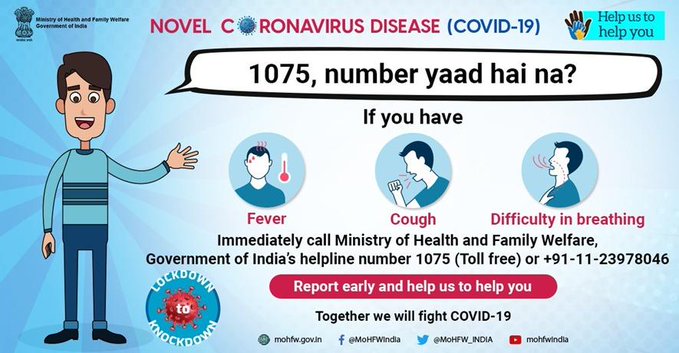 Ministry of Health and Family Welfare
Government of India
NOVEL CORONAVIRUS DISEASE (COVID-19)
Help us to
help you
1075, number yaad hai na?
If you have
Fever
Cough
Difficulty in breathing
Immediately call Ministry of Health and Family Welfare,
Government of India's helpline number 1075 (Toll free) or +91-11-23978046
Report early and help us to help you
LOCKDOWN
to
KNOCKDOWN
Together we will fight COVID-19
mohfw.gov.in
@MoHFWIndia
@MoHFW_INDIA
mohfwindia